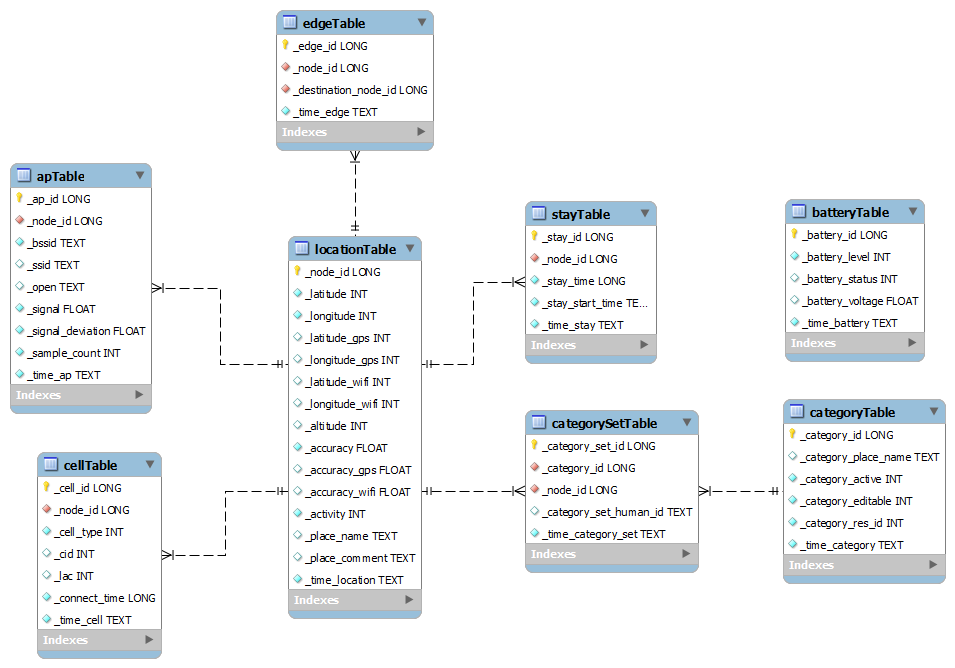 edgeTable
_edge_id LONG
_node_id LONG
_destination_node_id LONG
_time_edge TEXT
Indexes
apTable
_ap_id LONG
_node_id LONG
_bssid TEXT
_ssid TEXT
_open TEXT
_signal FLOAT
_signal_deviation FLOAT
_sample_count INT
_time_ap TEXT
Indexes
locationTable
_node_id LONG
_latitude INT
_longitude INT
_latitude_gps INT
_longitude_gps INT
_latitude_wifi INT
_longitude_wifi INT
_altitude INT
_accuracy FLOAT
_accuracy_gps FLOAT
_accuracy_wifi FLOAT
_activity INT
_place_name TEXT
_place_comment TEXT
_time_location TEXT
Indexes
stayTable
_stay_id LONG
_node_id LONG
_stay_time LONG
_stay_start_time TE...
_time_stay TEXT
Indexes
batteryTable
_battery_id LONG
_battery_level INT
_battery_status INT
_battery_voltage FLOAT
_time_battery TEXT
Indexes
cellTable
_cell_id LONG
_node_id LONG
_cell_type INT
_cid INT
_lac INT
_connect_time LONG
_time_cell TEXT
Indexes
categorySetTable
_category_set_id LONG
_category_id LONG
_node_id LONG
_category_set_human_id TEXT
_time_category_set TEXT
Indexes
categoryTable
_category_id LONG
_category_place_name TEXT
_category_active INT
_category_editable INT
_category_res_id INT
_time_category TEXT
Indexes